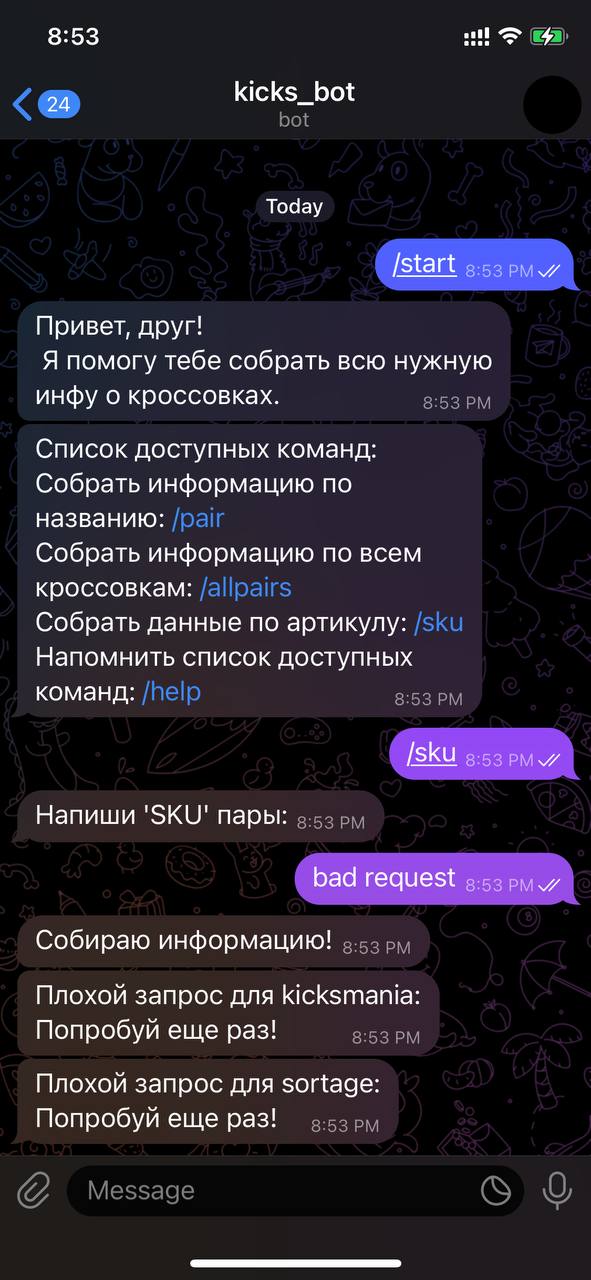 8:53
24
kicks_bot
bot
Today
/start 8:53 PM
Привет, друг!
Я помогу тебе собрать всю нужную
инфу о кроссовках. 8:53 PM
Список доступных команд:
Собрать информацию по
названию: /pair
Собрать информацию по всем
кроссовкам: /allpairs
Собрать данные по артикулу: /sku
Напомнить список доступных
команд: /help 8:53 PM
/sku 8:53 PM
Напиши 'SKU' пары: 8:53 PM
bad request 8:53 PM
Собираю информацию! 8:53 PM
Плохой запрос для kicksmania:
Попробуй еще раз! 8:53 PM
Плохой запрос для sortage:
Попробуй еще раз! 8:53 PM
Message